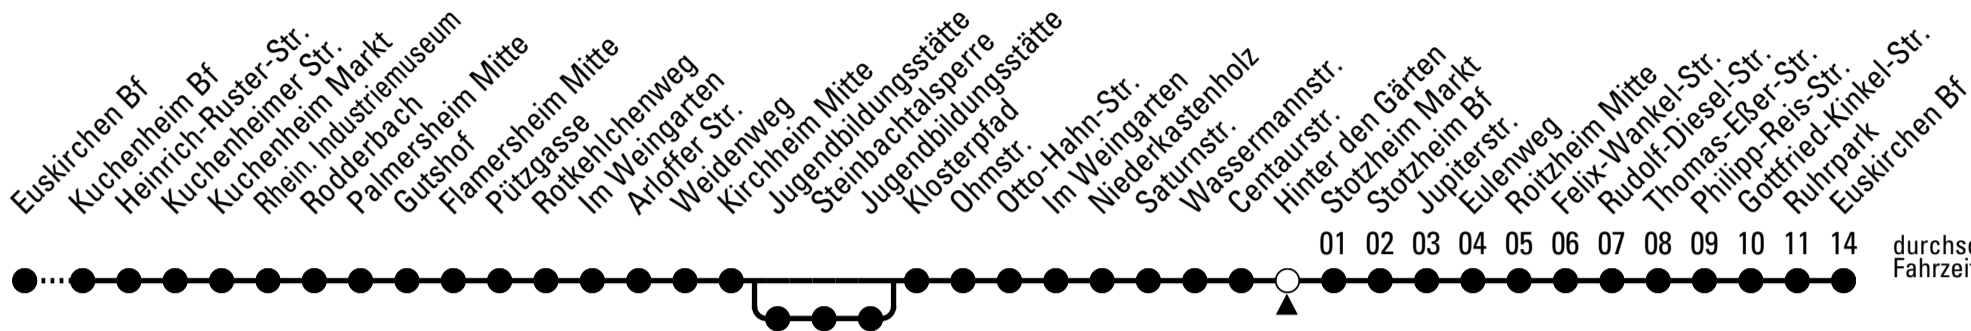 Euskirchen Bf
Kuchenheim Bf
Heinrich-Ruster-Str.
Kuchenheimer Str.
Kuchenheim Markt
Rhein. Industriemuseum
Rodderbach
Palmersheim Mitte
Gutshof
Flamersheim Mitte
Pützgasse
Rotkehlchenweg
Im Weingarten
Arloffer Str.
Weidenweg
Kirchheim Mitte
Jugendbildungsstätte
Steinbachtalsperre
Jugendbildungsstätte
Klosterpfad
Ohmstr.
Otto-Hahn-Str.
Im Weingarten
Niederkastenholz
Saturnstr.
Wassermannstr.
Centaurstr.
Hinter den Gärten
Stotzheim Markt
Stotzheim Bf
Jupiterstr.
Eulenweg
Roitzheim Mitte
Felix-Wankel-Str.
Rudolf-Diesel-Str.
Thomas-Eßer-Str.
Philipp-Reis-Str.
Gottfried-Kinkel-Str.
Ruhrpark
Euskirchen Bf
01 02 03 04 05 06 07 08 09 10 11 14